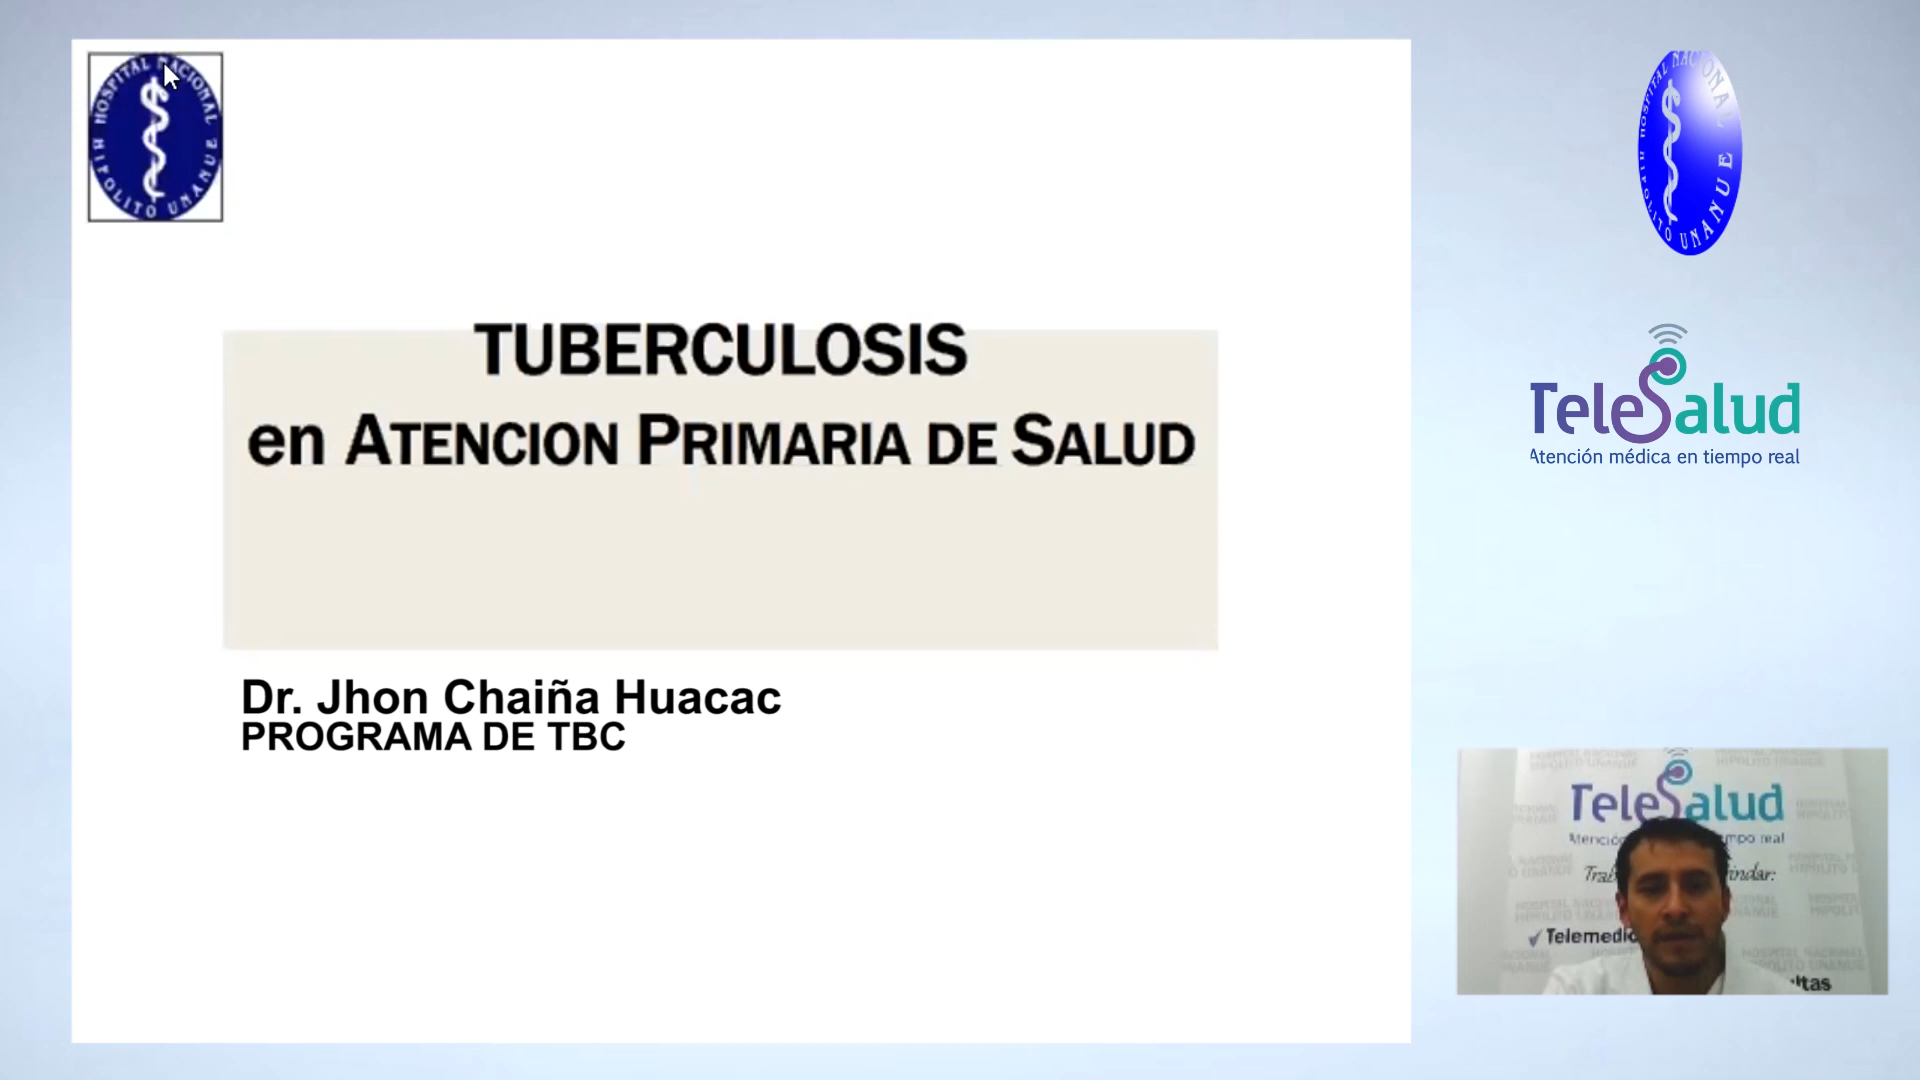 HOSPITAL NACIONAL
HIPOLITO UNANUE
TUBERCULOSIS
en ATENCION PRIMARIA DE SALUD
Dr. Jhon Chaiña Huacac
PROGRAMA DE TBC
HOSPITAL NACIONAL
HIPOLITO UNANUE
TeleSalud
Atención médica en tiempo real
TeleSalud